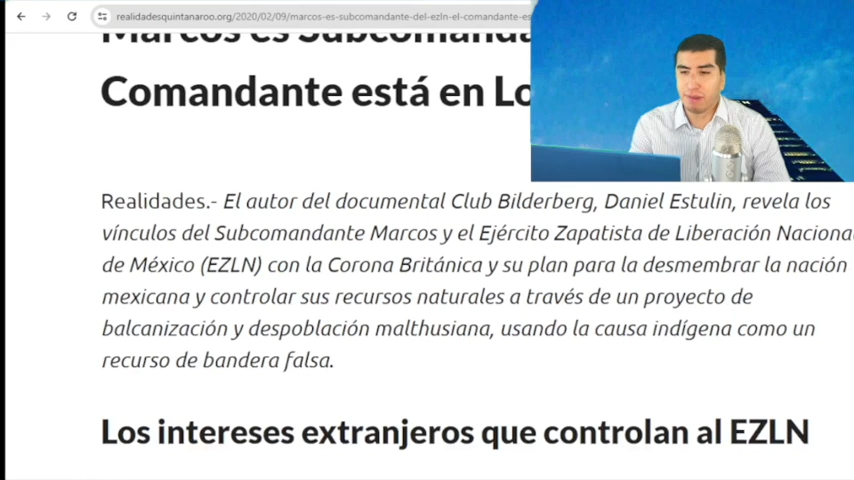 realidadesquintanaroo.org/2020/02/09/marcos-es-subcomandante-del-ezln-el-comandante-es
Marcos es Subcomanda
Comandante está en Lo
Realidades.- El autor del documental Club Bilderberg, Daniel Estulin, revela los
vínculos del Subcomandante Marcos y el Ejército Zapatista de Liberación Naciona
de México (EZLN) con la Corona Británica y su plan para la desmembrar la nación
mexicana y controlar sus recursos naturales a través de un proyecto de
balcanización y despoblación malthusiana, usando la causa indígena como un
recurso de bandera falsa.
Los intereses extranjeros que controlan al EZLN